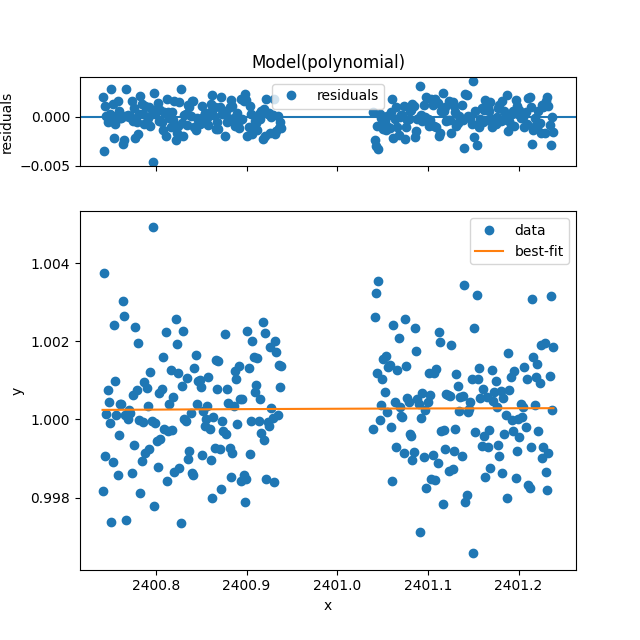 Model(polynomial)
residuals
0.000
−0.005
residuals
data
best-fit
1.004
1.002
1.000
0.998
y
2400.8 2400.9 2401.0 2401.1 2401.2
x